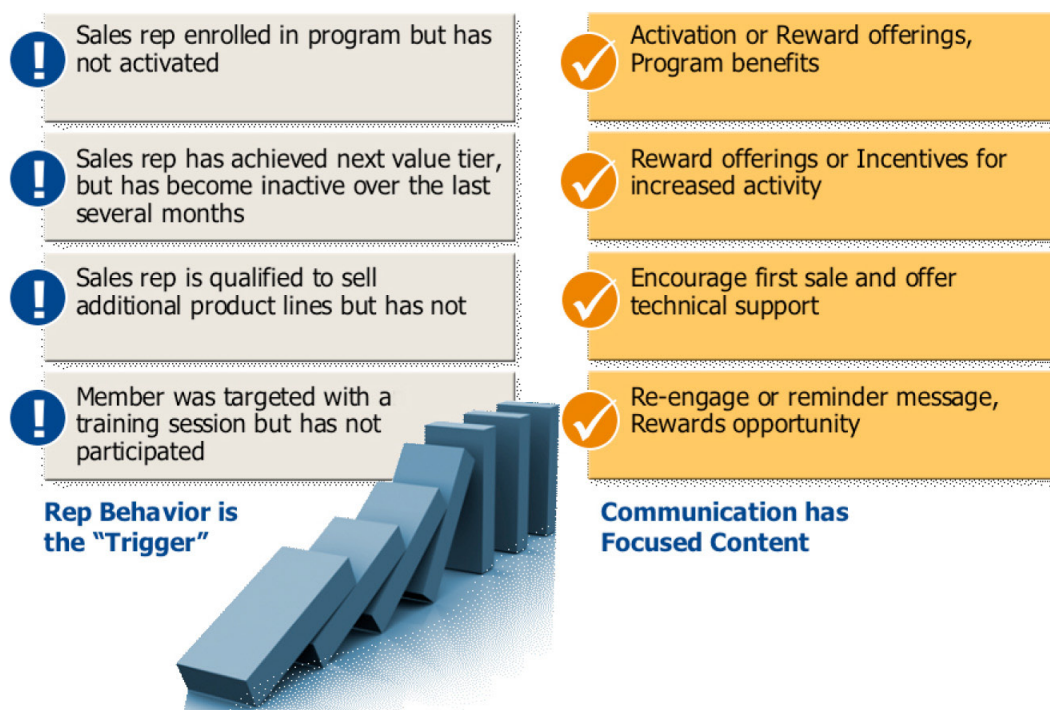 Sales rep enrolled in program but has
not activated
Activation or Reward offerings,
Program benefits
Sales rep has achieved next value tier,
but has become inactive over the last
several months
Reward offerings or Incentives for
increased activity
Sales rep is qualified to sell
additional product lines but has not
Encourage first sale and offer
technical support
Member was targeted with a
training session but has not
participated
Re-engage or reminder message,
Rewards opportunity
Rep Behavior is
the “Trigger”
Communication has
Focused Content